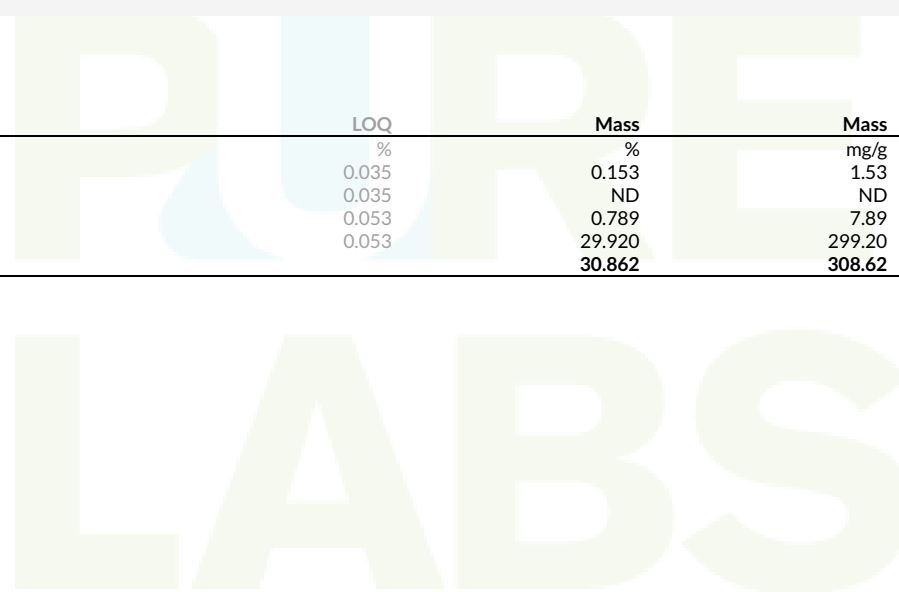 PURE
LOQ Mass Mass
% % mg/g
0.035 0.153 1.53
0.035 ND ND
0.053 0.789 7.89
0.053 29.920 299.20
30.862 308.62
LABS